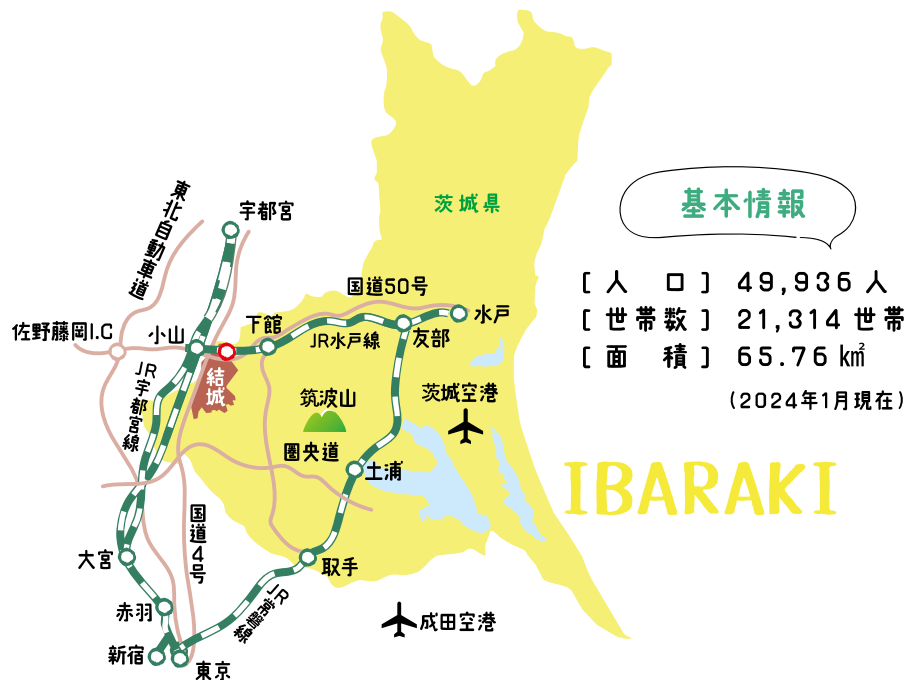 茨城県
基本情報
[人　口] 49,936人
[世帯数] 21,314世帯
[面　積] 65.76㎢
(2024年1月現在)
IBARAKI
東北自動車道
宇都宮
国道50号
佐野藤岡I.C
小山
下館
水戸
JR水戸線
友部
結城
JR宇都宮線
筑波山
茨城空港
圏央道
土浦
国道4号
大宮
取手
赤羽
JR常磐線
成田空港
新宿
東京